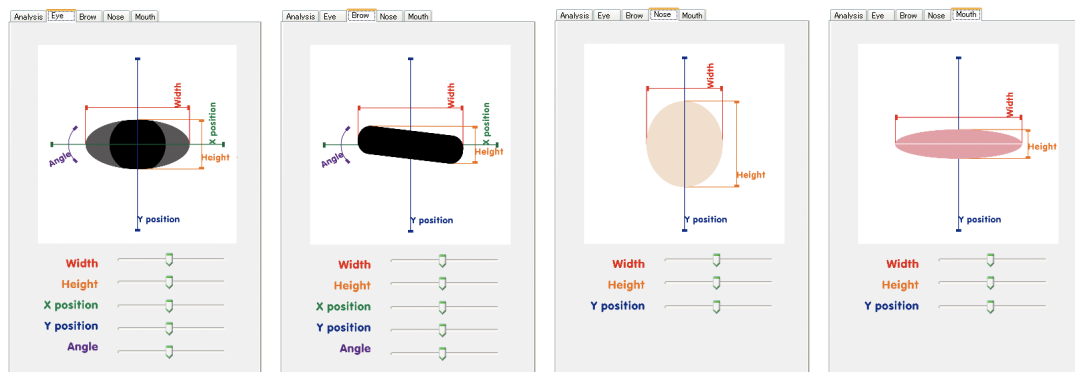 Analysis Eye Brow Nose Mouth
Width
X position
Angle
Height
Y position
Width
Height
X position
Y position
Angle
Analysis Eye Brow Nose Mouth
Width
X position
Angle
Height
Y position
Width
Height
X position
Y position
Angle
Analysis Eye Brow Nose Mouth
Width
Height
Y position
Width
Height
Y position
Analysis Eye Brow Nose Mouth
Width
Height
Y position
Width
Height
Y position